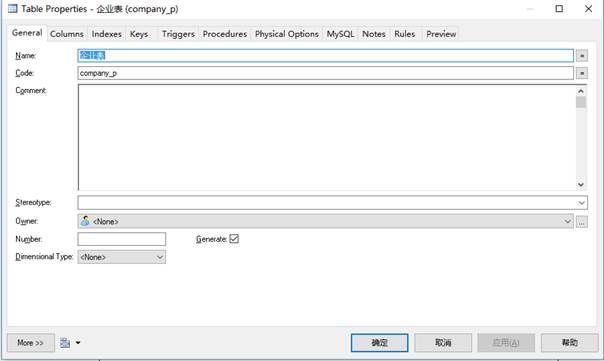 Table Properties - 企业表 (company_p)
General Columns Indexes Keys Triggers Procedures Physical Options MySQL Notes Rules Preview
Name: 企业表 =
Code: company_p =
Comment:
Stereotype:
Owner: <None> ...
Number: Generate:
Dimensional Type: <None>
More >> 确定 取消 应用(A) 帮助